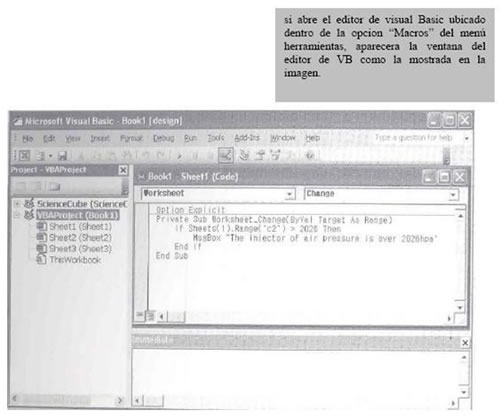 si abre el editor de visual Basic ubicado
dentro de la opcion "Macros" del menú
herramientas, aparecera la ventana del
editor de VB como la mostrada en la
imagen.
Microsoft Visual Basic - Book1 [design]
File Edit View Insert Format Debug Run Tools Add-Ins Window Help Type a question for help
Project - VBAProject
ScienceCube (ScienceC
VBAProject (Book1)
Sheet1 (Sheet1)
Sheet2 (Sheet2)
Sheet3 (Sheet3)
ThisWorkbook
Book1 - Sheet1 (Code)
Worksheet Change
Option Explicit
Private Sub Worksheet_Change(ByVal Target As Range)
If Sheets(1).Range("c2") > 2026 Then
MsgBox "The injector of air pressure is over 2026hpa"
End If
End Sub
Immediate